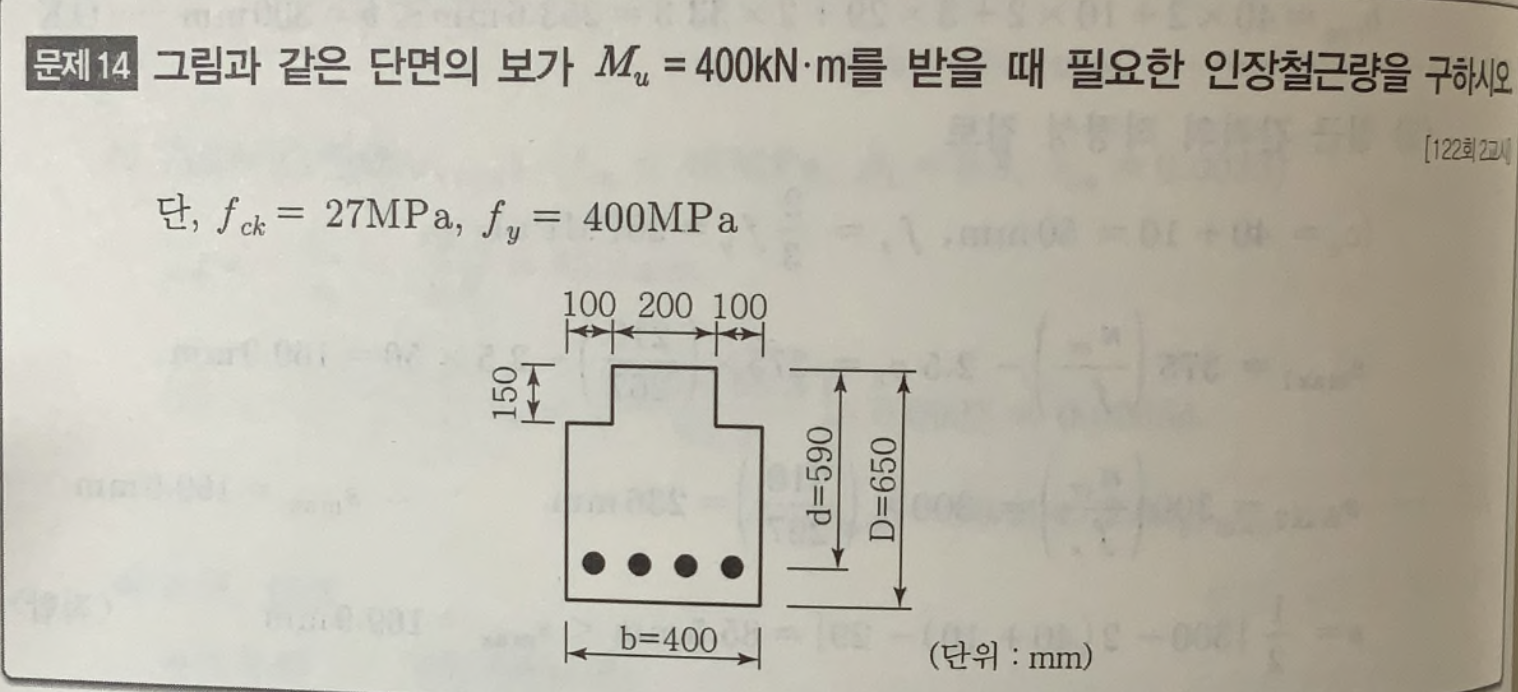 문제 14 그림과 같은 단면의 보가 M_u = 400kN·m를 받을 때 필요한 인장철근량을 구하시오
[122회 2교시]
단, f_ck = 27MPa, f_y = 400MPa
100 200 100
150
d=590
D=650
b=400
(단위 : mm)